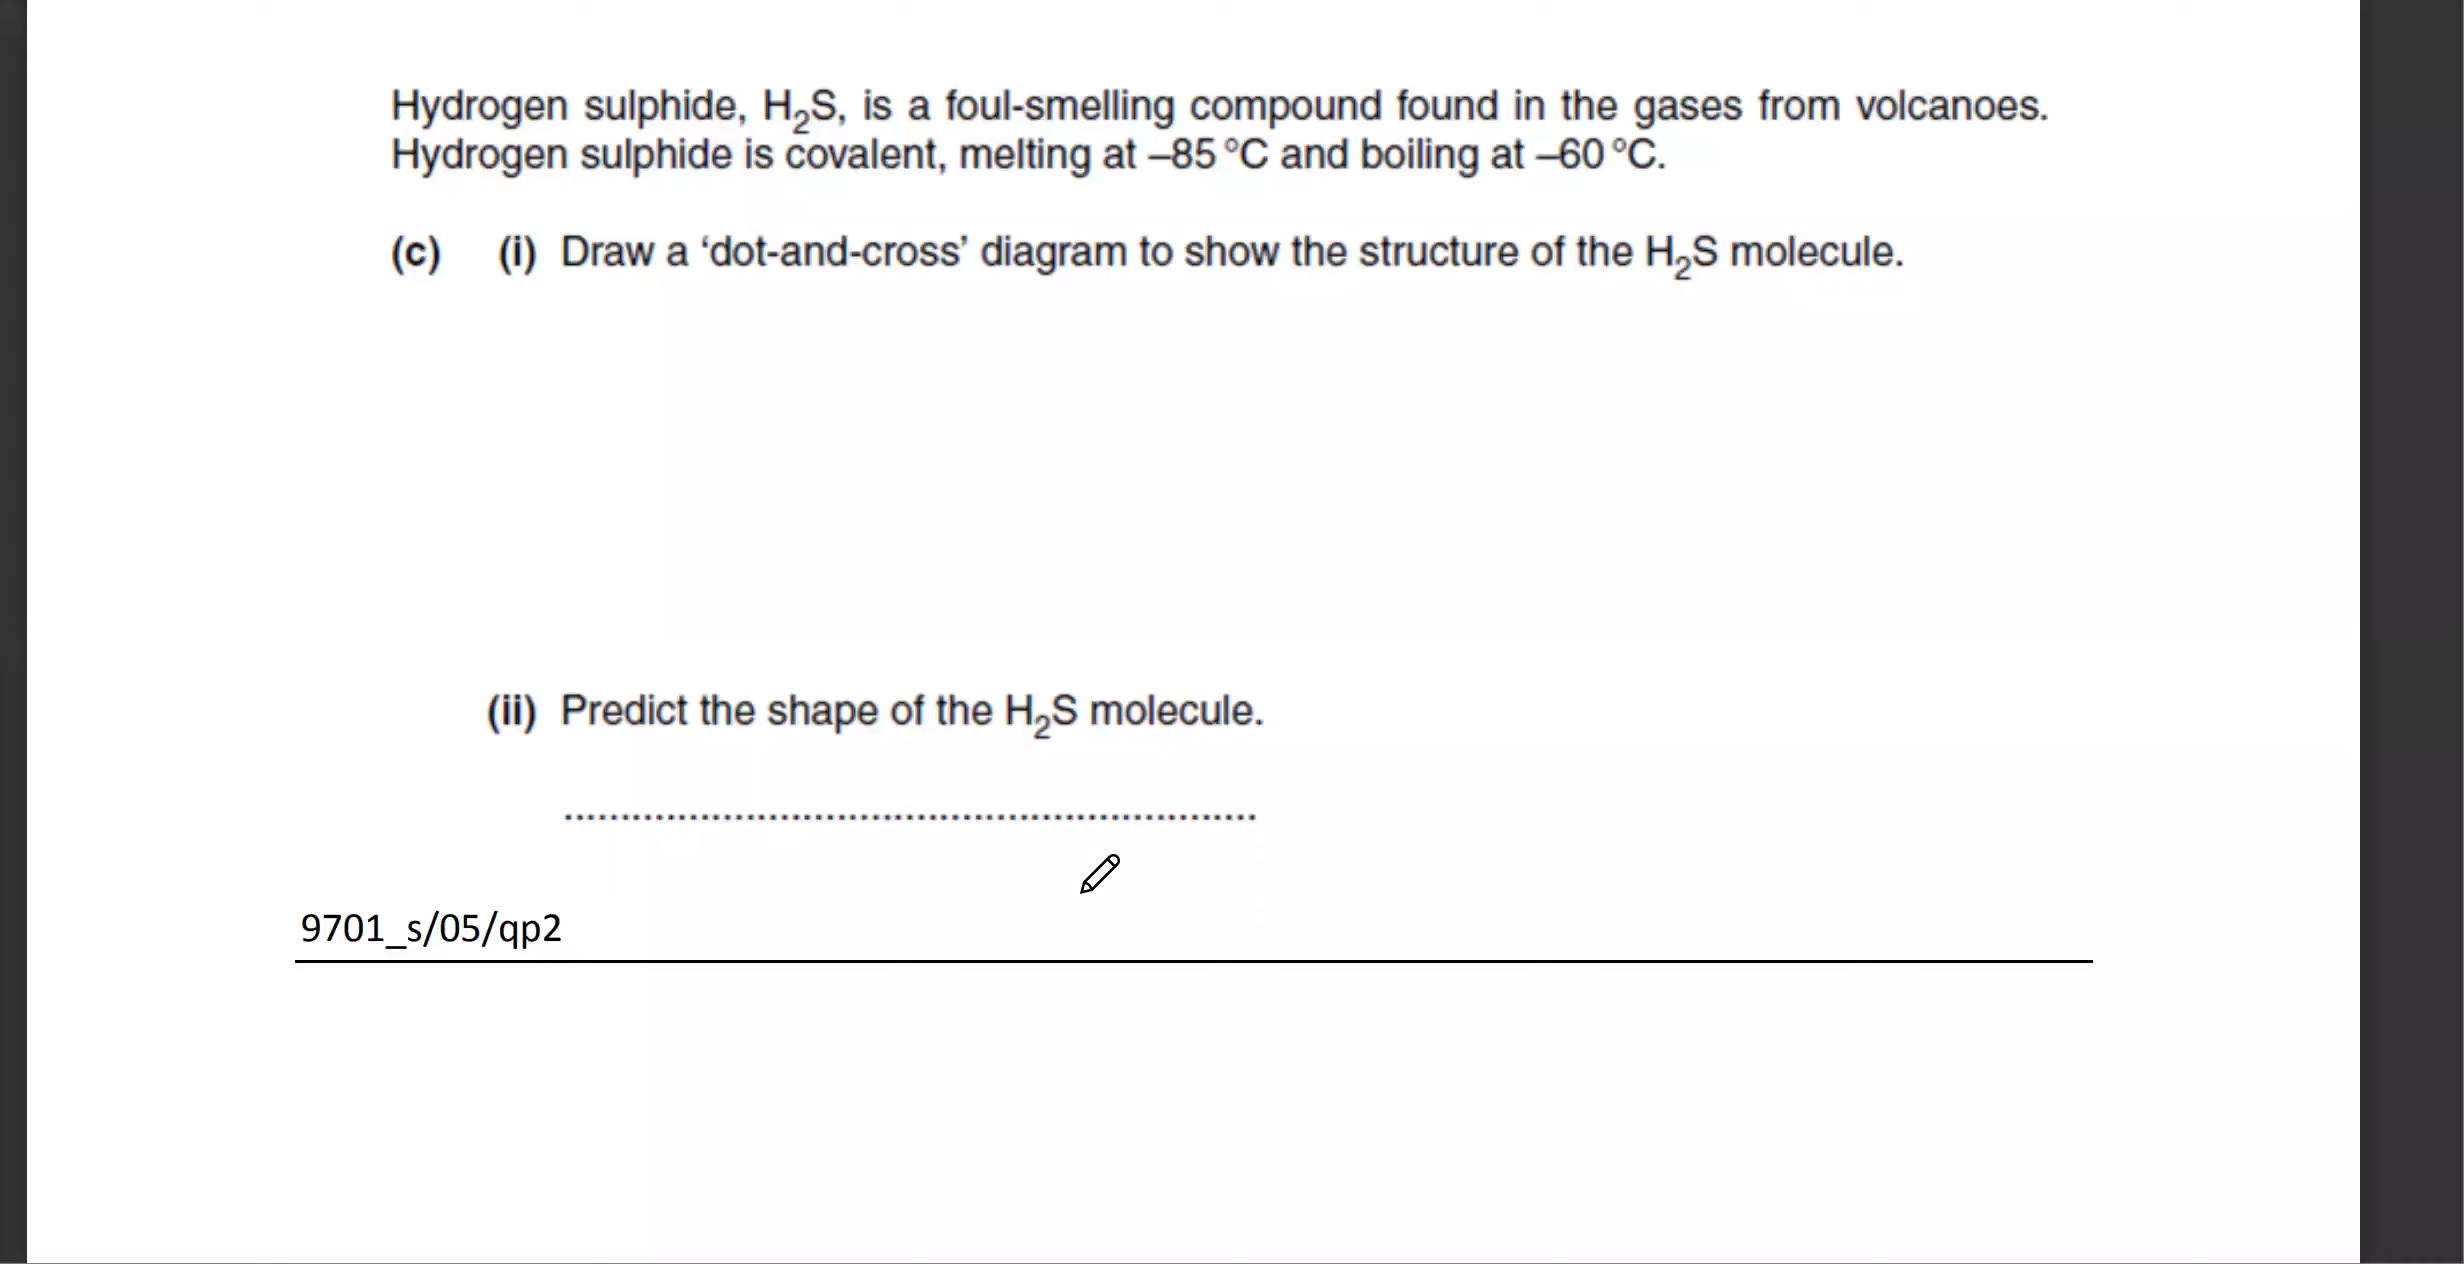 Hydrogen sulphide, H₂S, is a foul-smelling compound found in the gases from volcanoes.
Hydrogen sulphide is covalent, melting at –85 °C and boiling at –60 °C.
(c) (i) Draw a ‘dot-and-cross’ diagram to show the structure of the H₂S molecule.
(ii) Predict the shape of the H₂S molecule.
.............................................................
9701_s/05/qp2